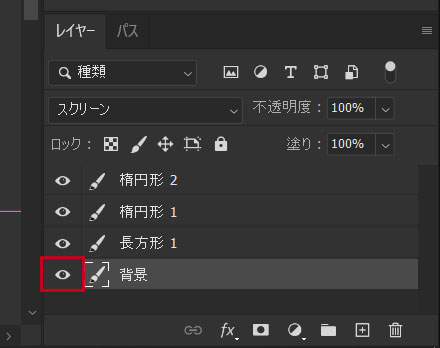 レイヤー パス
種類
スクリーン 不透明度： 100%
ロック： 塗り： 100%
楕円形 2
楕円形 1
長方形 1
背景
fx